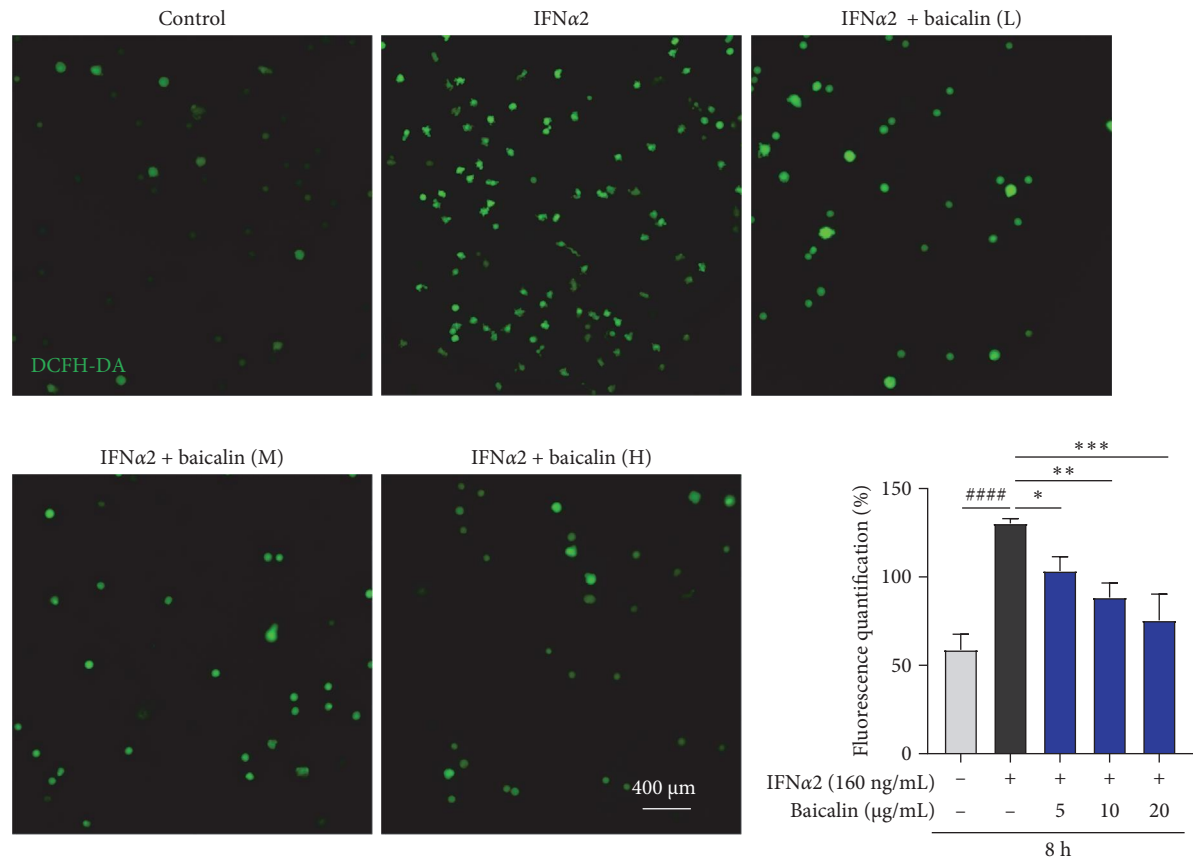 Control
IFNα2
IFNα2 + baicalin (L)
DCFH-DA
IFNα2 + baicalin (M)
IFNα2 + baicalin (H)
400 μm
Fluorescence quantification (%)
150
100
50
0
####
*
**
***
IFNα2 (160 ng/mL) – + + + +
Baicalin (μg/mL) – – 5 10 20
8 h